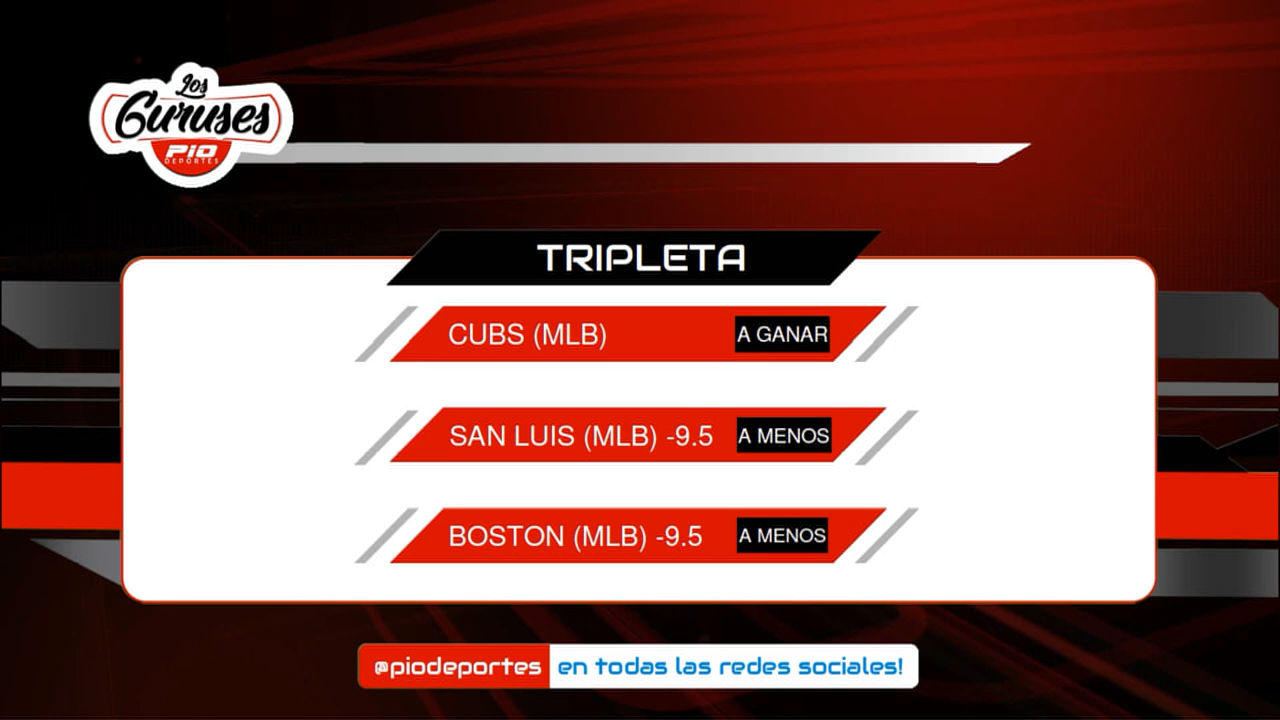 Los
Guruses
PIO
DEPORTES
TRIPLETA
CUBS (MLB) A GANAR
SAN LUIS (MLB) -9.5 A MENOS
BOSTON (MLB) -9.5 A MENOS
@piodeportes en todas las redes sociales!